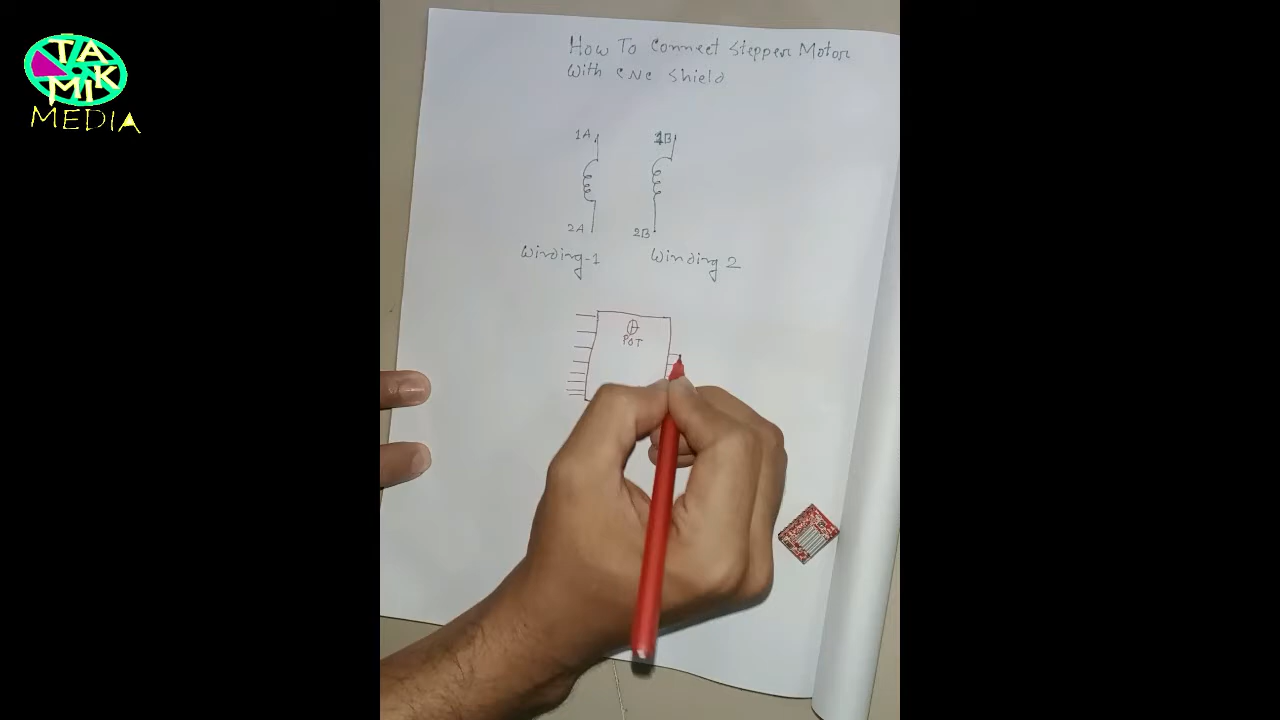 TA
MIK
MEDIA
How To Connect Stepper Motor
With CNC Shield
1A
1B
2A
2B
Winding-1
Winding 2
POT